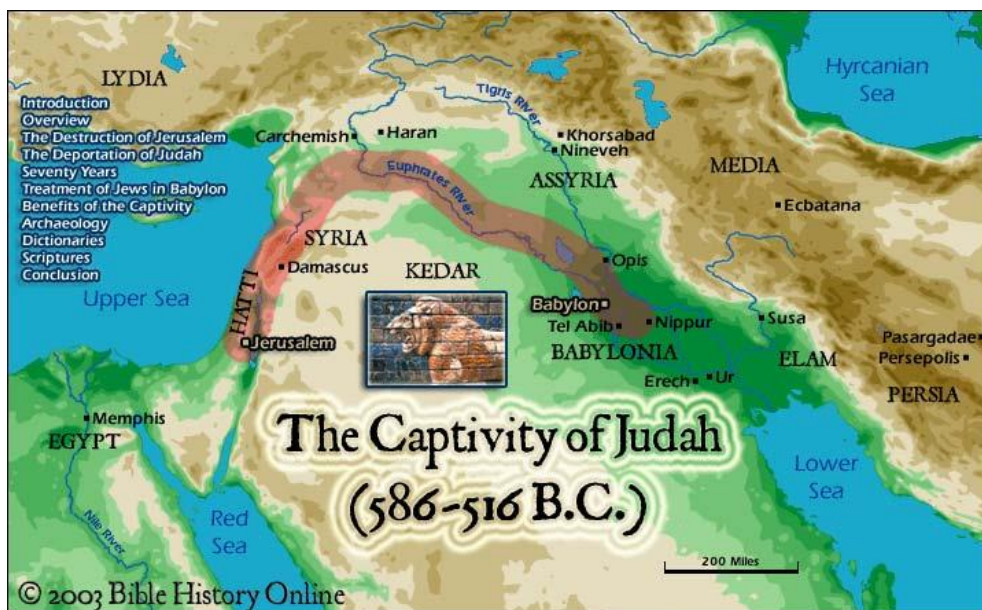 LYDIA
Introduction
Overview
The Destruction of Jerusalem
The Deportation of Judah
Seventy Years
Treatment of Jews in Babylon
Benefits of the Captivity
Archaeology
Dictionaries
Scriptures
Conclusion
Hyrcanian
Sea
Tigris River
Carchemish
Haran
Khorsabad
Nineveh
ASSYRIA
MEDIA
Ecbatana
Euphrates River
SYRIA
Damascus
HATTI
KEDAR
Opis
Upper Sea
Babylon
Tel Abib
Nippur
BABYLONIA
Susa
ELAM
Jerusalem
Erech
Ur
Pasargadae
Persepolis
PERSIA
Memphis
EGYPT
Nile River
Red
Sea
Lower
Sea
The Captivity of Judah
(586-516 B.C.)
200 Miles
© 2003 Bible History Online